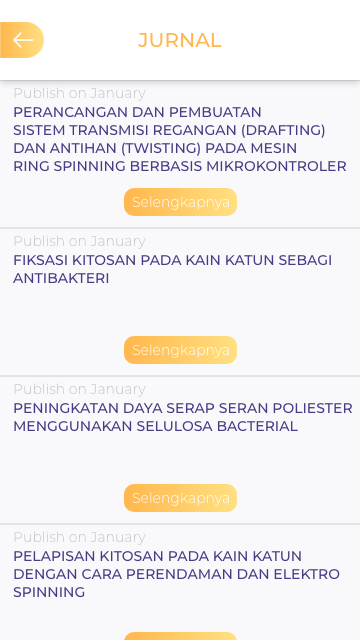 JURNAL
Publish on January
PERANCANGAN DAN PEMBUATAN
SISTEM TRANSMISI REGANGAN (DRAFTING)
DAN ANTIHAN (TWISTING) PADA MESIN
RING SPINNING BERBASIS MIKROKONTROLER
Selengkapnya
Publish on January
FIKSASI KITOSAN PADA KAIN KATUN SEBAGI
ANTIBAKTERI
Selengkapnya
Publish on January
PENINGKATAN DAYA SERAP SERAN POLIESTER
MENGGUNAKAN SELULOSA BACTERIAL
Selengkapnya
Publish on January
PELAPISAN KITOSAN PADA KAIN KATUN
DENGAN CARA PERENDAMAN DAN ELEKTRO
SPINNING